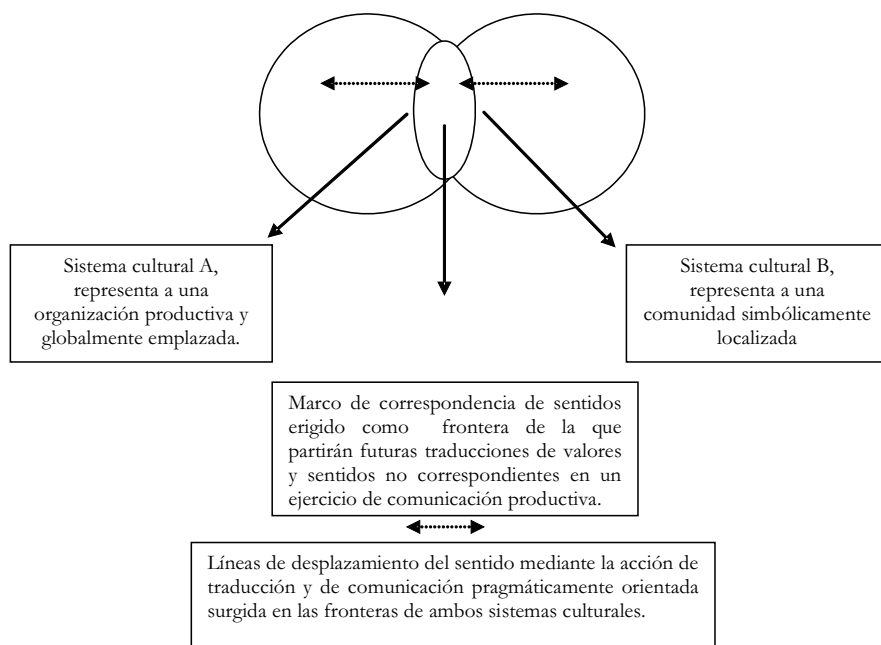 Sistema cultural A,
representa a una
organización productiva y
globalmente emplazada.
Sistema cultural B,
representa a una
comunidad simbólicamente
localizada
Marco de correspondencia de sentidos
erigido como frontera de la que
partirán futuras traducciones de valores
y sentidos no correspondientes en un
ejercicio de comunicación productiva.
Líneas de desplazamiento del sentido mediante la acción de
traducción y de comunicación pragmáticamente orientada
surgida en las fronteras de ambos sistemas culturales.